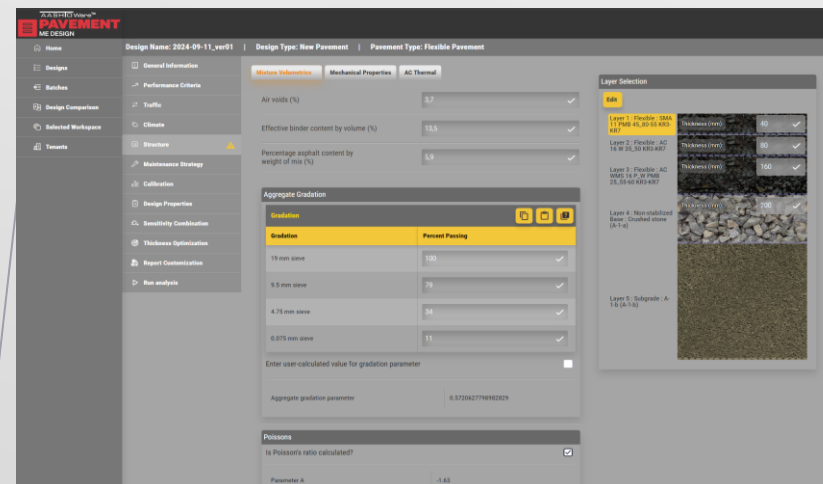 AASHTOWare™
PAVEMENT
ME DESIGN
Home
Designs
Batches
Design Comparison
Selected Workspace
Tenants
Design Name: 2024-09-11_ver01 | Design Type: New Pavement | Pavement Type: Flexible Pavement
General Information
Performance Criteria
Traffic
Climate
Structure
Maintenance Strategy
Calibration
Design Properties
Sensitivity Combination
Thickness Optimization
Report Customization
Run analysis
Mixture Volumetrics
Mechanical Properties
AC Thermal
Air voids (%)
3,7
Effective binder content by volume (%)
13,5
Percentage asphalt content by
weight of mix (%)
5,9
Aggregate Gradation
Gradation
Gradation
Percent Passing
19 mm sieve
100
9.5 mm sieve
79
4.75 mm sieve
34
0.075 mm sieve
11
Enter user-calculated value for gradation parameter
Aggregate gradation parameter
0.5720627798982829
Poissons
Is Poisson's ratio calculated?
Parameter A
-1.63
Layer Selection
Edit
Layer 1 : Flexible : SMA
11 PMB 45_80-55 KR3-
KR7
Thickness (mm)
40
Layer 2 : Flexible : AC
16 W 35_50 KR3-KR7
Thickness (mm)
80
Layer 3 : Flexible : AC
WMS 16 P_W PMB
25_55-60 KR3-KR7
Thickness (mm)
160
Layer 4 : Non-stabilized
Base : Crushed stone
(A-1-a)
Thickness (mm)
200
Layer 5 : Subgrade : A-
1-b (A-1-b)